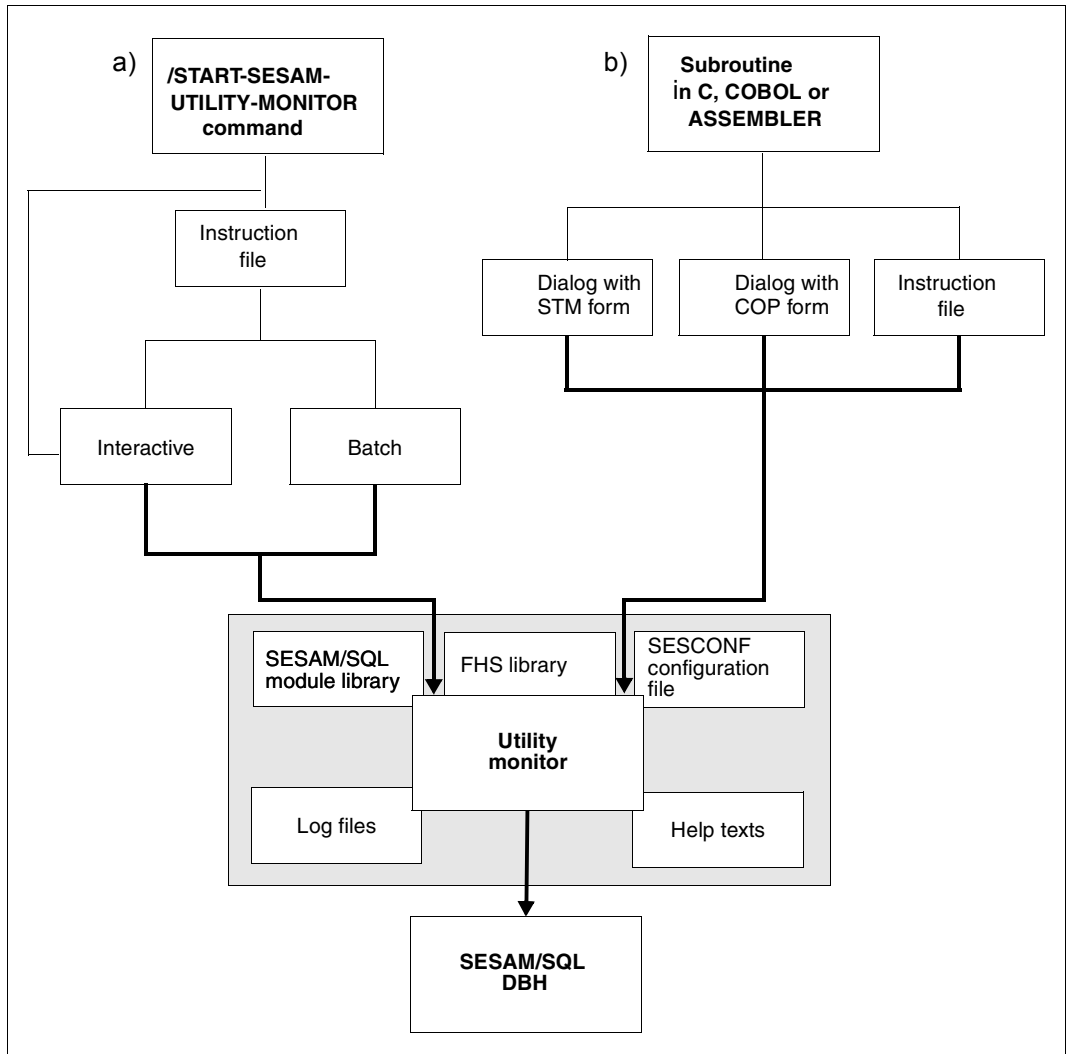 a)
/START-SESAM-
UTILITY-MONITOR
command
b)
Subroutine
in C, COBOL or
ASSEMBLER
Instruction
file
Dialog with
STM form
Dialog with
COP form
Instruction
file
Interactive
Batch
SESAM/SQL
module library
FHS library
SESCONF
configuration
file
Utility
monitor
Log files
Help texts
SESAM/SQL
DBH